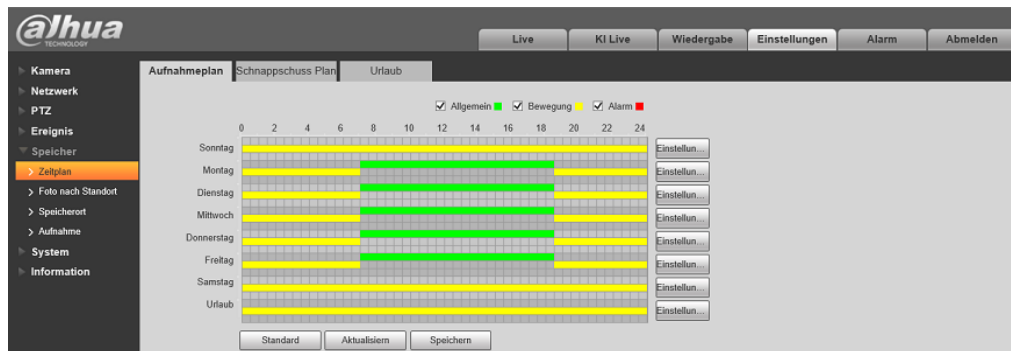 alhua
TECHNOLOGY
Live KI Live Wiedergabe Einstellungen Alarm Abmelden
Kamera
Netzwerk
PTZ
Ereignis
Speicher
Zeitplan
Foto nach Standort
Speicherort
Aufnahme
System
Information
Aufnahmeplan Schnappschuss Plan Urlaub
Allgemein Bewegung Alarm
0 2 4 6 8 10 12 14 16 18 20 22 24
Sonntag Einstellun...
Montag Einstellun...
Dienstag Einstellun...
Mittwoch Einstellun...
Donnerstag Einstellun...
Freitag Einstellun...
Samstag Einstellun...
Urlaub Einstellun...
Standard Aktualisiern Speichern